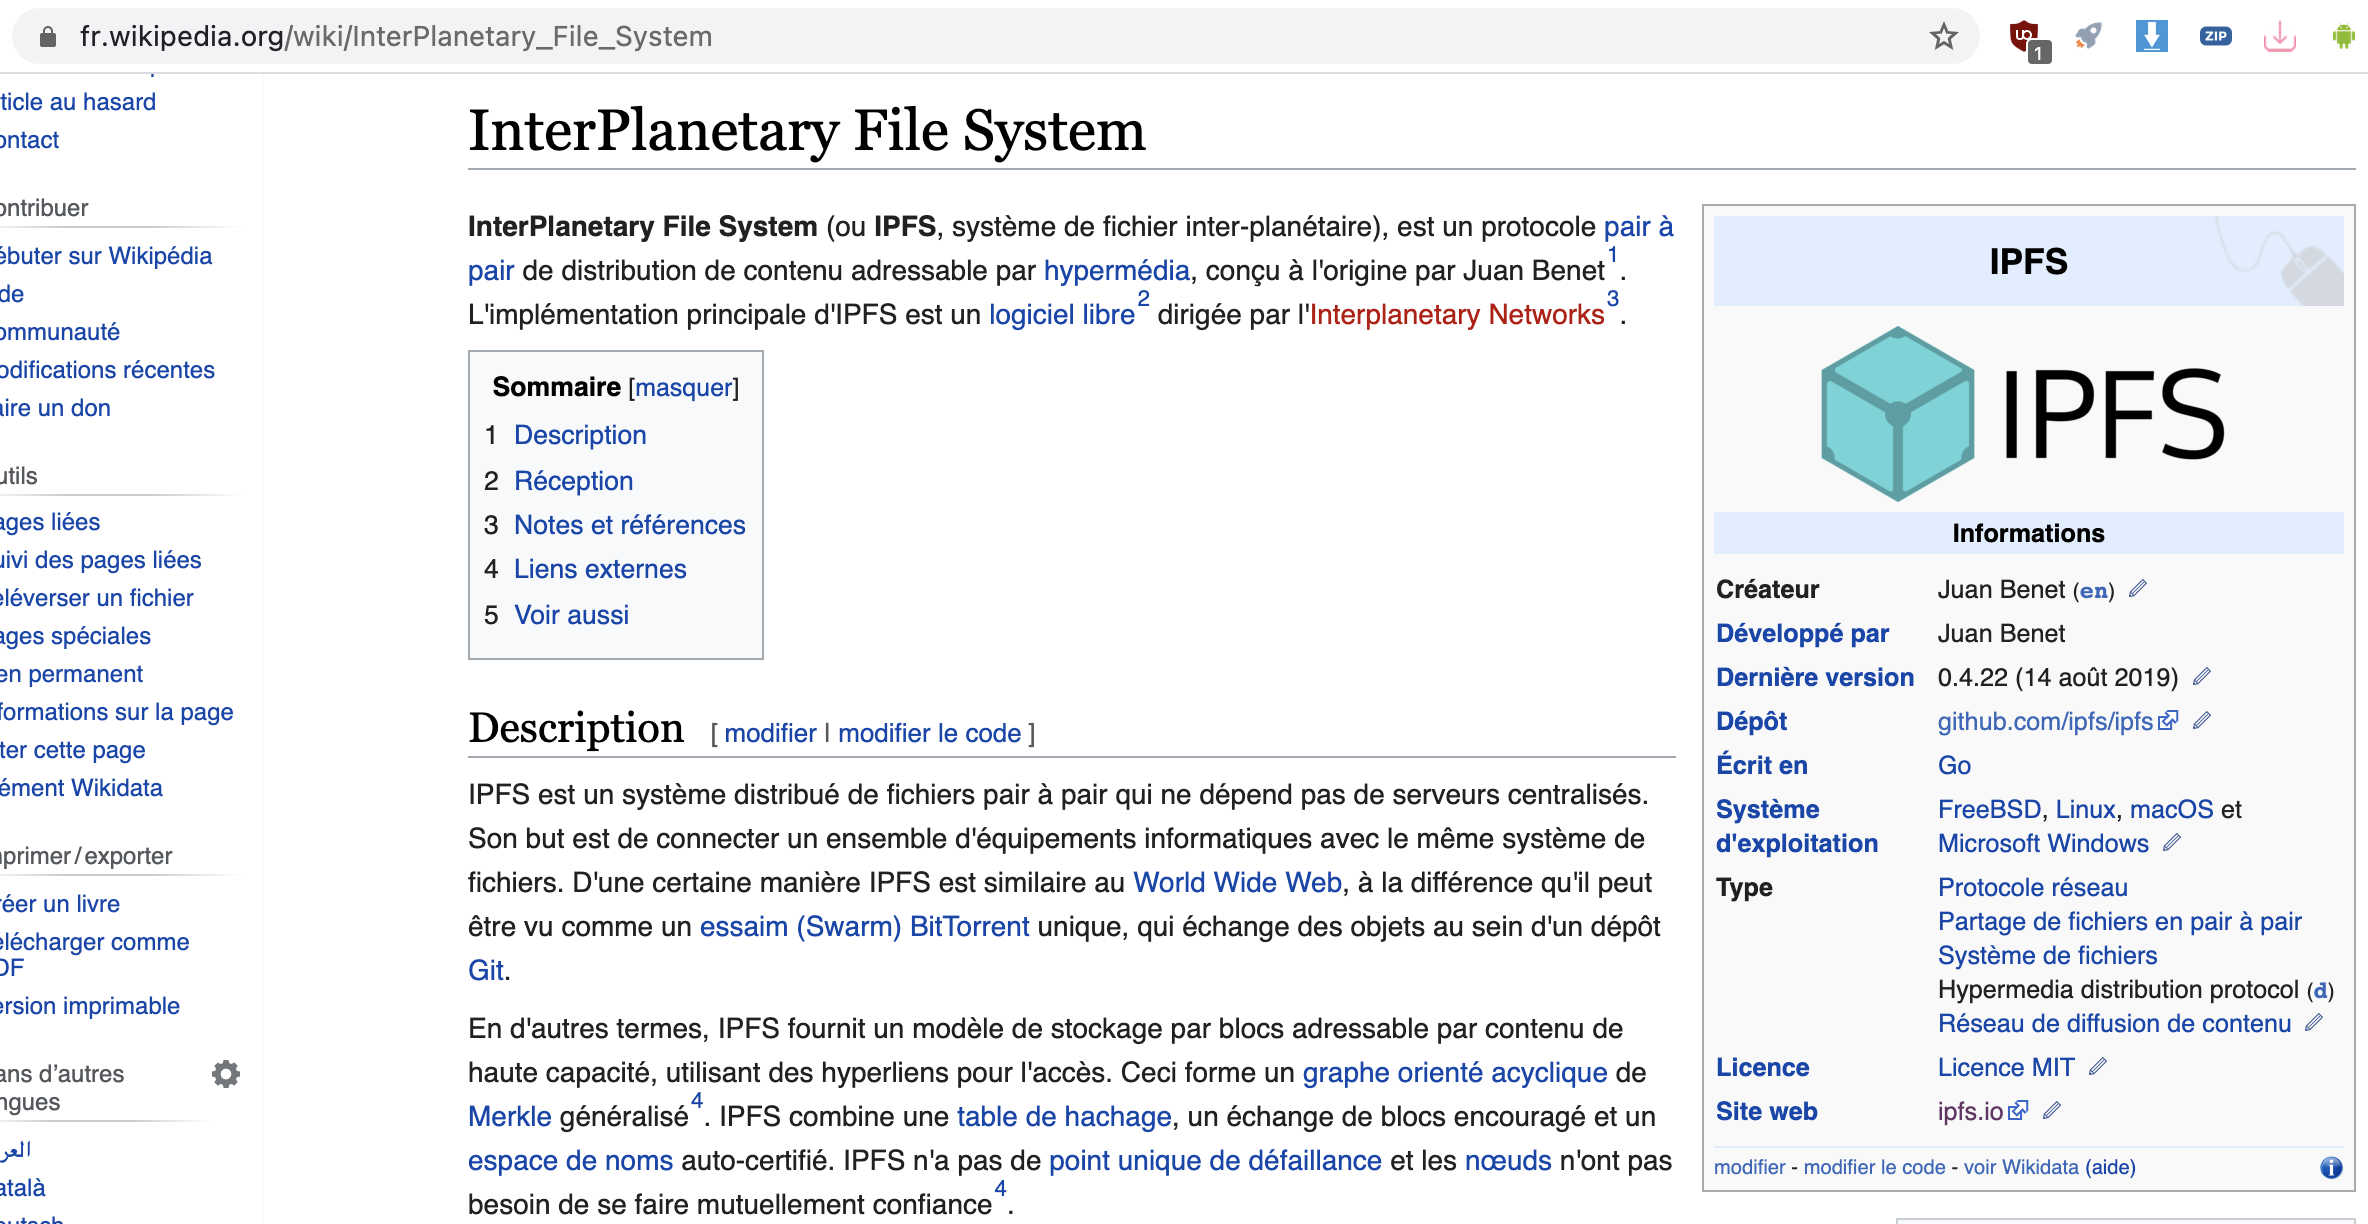 fr.wikipedia.org/wiki/InterPlanetary_File_System
1
ZIP
ticle au hasard
ontact
ontribuer
ébuter sur Wikipédia
de
ommunauté
odifications récentes
aire un don
utils
ages liées
uivi des pages liées
eléverser un fichier
ages spéciales
en permanent
formations sur la page
ter cette page
ément Wikidata
primer/exporter
réer un livre
élécharger comme
DF
ersion imprimable
ans d’autres
ngues
العر
atalà
InterPlanetary File System
InterPlanetary File System (ou IPFS, système de fichier inter-planétaire), est un protocole pair à
pair de distribution de contenu adressable par hypermédia, conçu à l'origine par Juan Benet1.
L'implémentation principale d'IPFS est un logiciel libre2 dirigée par l'Interplanetary Networks3.
Sommaire [masquer]
1 Description
2 Réception
3 Notes et références
4 Liens externes
5 Voir aussi
Description [ modifier | modifier le code ]
IPFS est un système distribué de fichiers pair à pair qui ne dépend pas de serveurs centralisés.
Son but est de connecter un ensemble d'équipements informatiques avec le même système de
fichiers. D'une certaine manière IPFS est similaire au World Wide Web, à la différence qu'il peut
être vu comme un essaim (Swarm) BitTorrent unique, qui échange des objets au sein d'un dépôt
Git.
En d'autres termes, IPFS fournit un modèle de stockage par blocs adressable par contenu de
haute capacité, utilisant des hyperliens pour l'accès. Ceci forme un graphe orienté acyclique de
Merkle généralisé4. IPFS combine une table de hachage, un échange de blocs encouragé et un
espace de noms auto-certifié. IPFS n'a pas de point unique de défaillance et les nœuds n'ont pas
besoin de se faire mutuellement confiance4.
IPFS
IPFS
Informations
Créateur Juan Benet (en)
Développé par Juan Benet
Dernière version 0.4.22 (14 août 2019)
Dépôt github.com/ipfs/ipfs
Écrit en Go
Système FreeBSD, Linux, macOS et
d'exploitation Microsoft Windows
Type Protocole réseau
Partage de fichiers en pair à pair
Système de fichiers
Hypermedia distribution protocol (d)
Réseau de diffusion de contenu
Licence Licence MIT
Site web ipfs.io
modifier - modifier le code - voir Wikidata (aide)